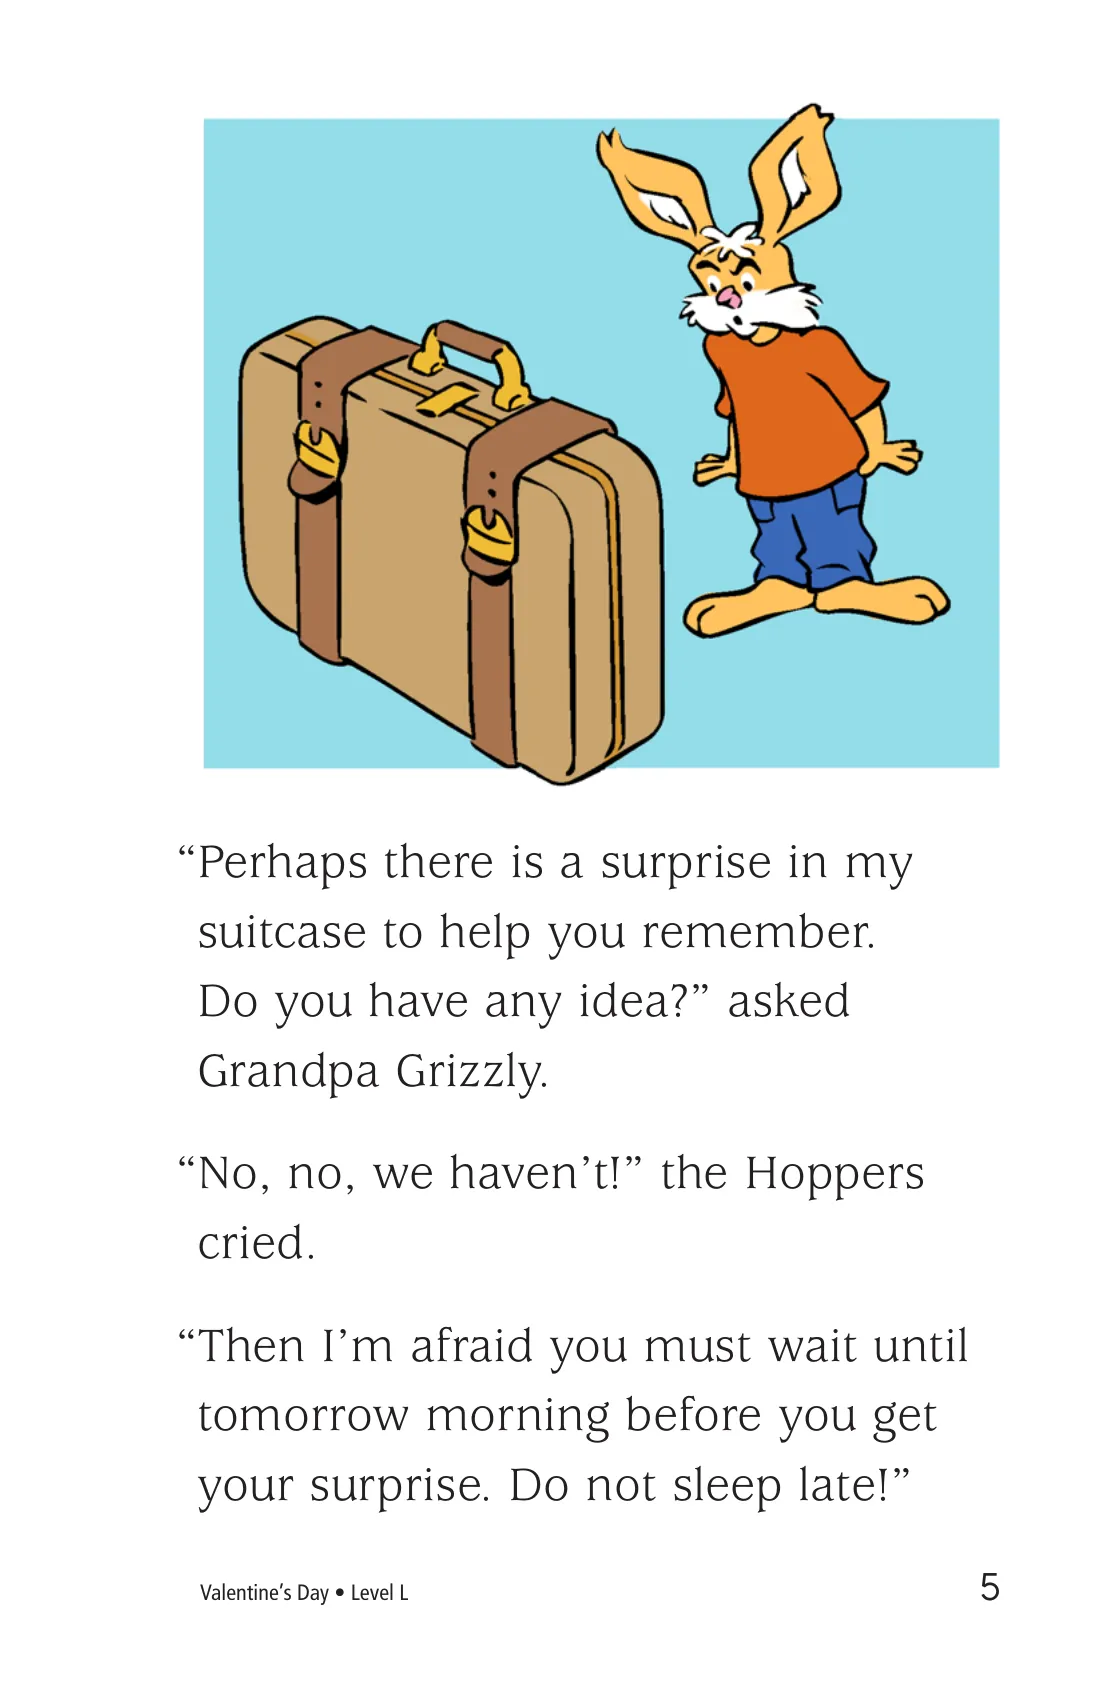 “Perhaps there is a surprise in my
suitcase to help you remember.
Do you have any idea?” asked
Grandpa Grizzly.
“No, no, we haven’t!” the Hoppers
cried.
“Then I’m afraid you must wait until
tomorrow morning before you get
your surprise. Do not sleep late!”
Valentine’s Day • Level L
5